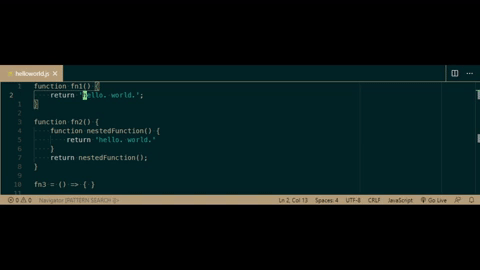 helloworld.js
1 function fn1() {
2 return 'hello. world.';
1 }
2
3 function fn2() {
4 function nestedFunction() {
5 return 'hello. world.'
6 }
7 return nestedFunction();
8 }
9
10 fn3 = () => { }
11
0 0 Navigator [PATTERN SEARCH /]> Ln 2, Col 13 Spaces: 4 UTF-8 CRLF JavaScript Go Live